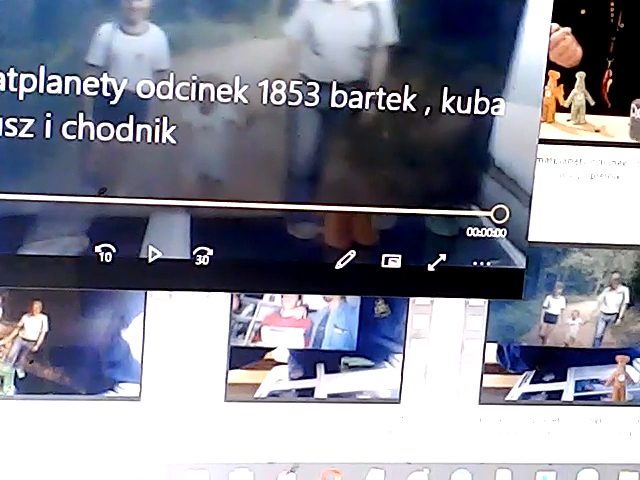 atplanety odcinek 1853 bartek , kuba
usz i chodnik
00:00:00
10
30